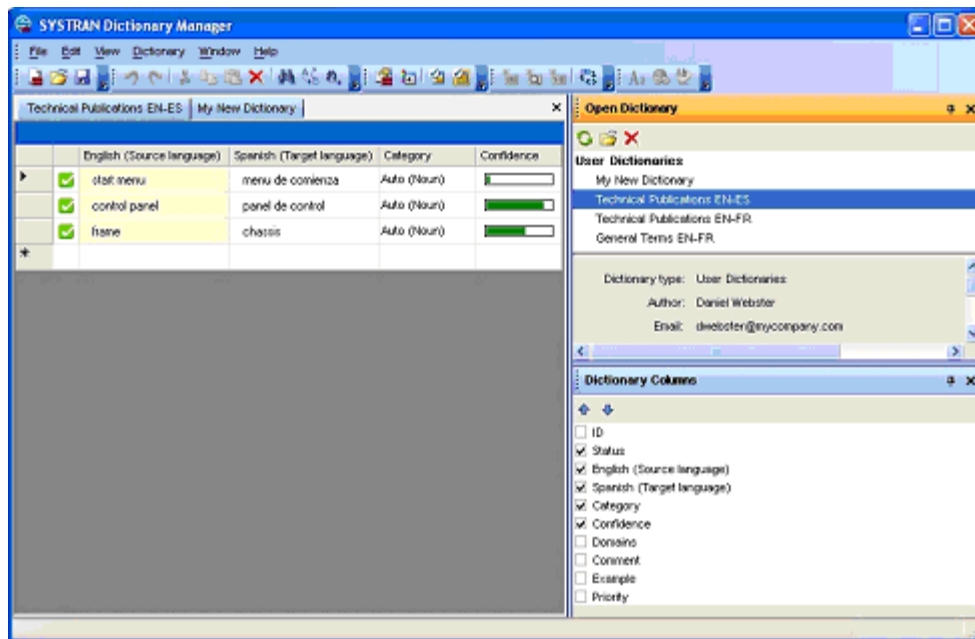 SYSTRAN Dictionary Manager
File Edit View Dictionary Window Help
Technical Publications EN-ES My New Dictionary
English (Source language) Spanish (Target language) Category Confidence
start menu menu de comienza Auto (Noun)
control panel panel de control Auto (Noun)
frame chassis Auto (Noun)
Open Dictionary
User Dictionaries
My New Dictionary
Technical Publications EN-ES
Technical Publications EN-FR
General Terms EN-FR
Dictionary type: User Dictionaries
Author: Daniel Webster
Email: dwebster@mycompany.com
Dictionary Columns
ID
Status
English (Source language)
Spanish (Target language)
Category
Confidence
Domains
Comment
Example
Priority